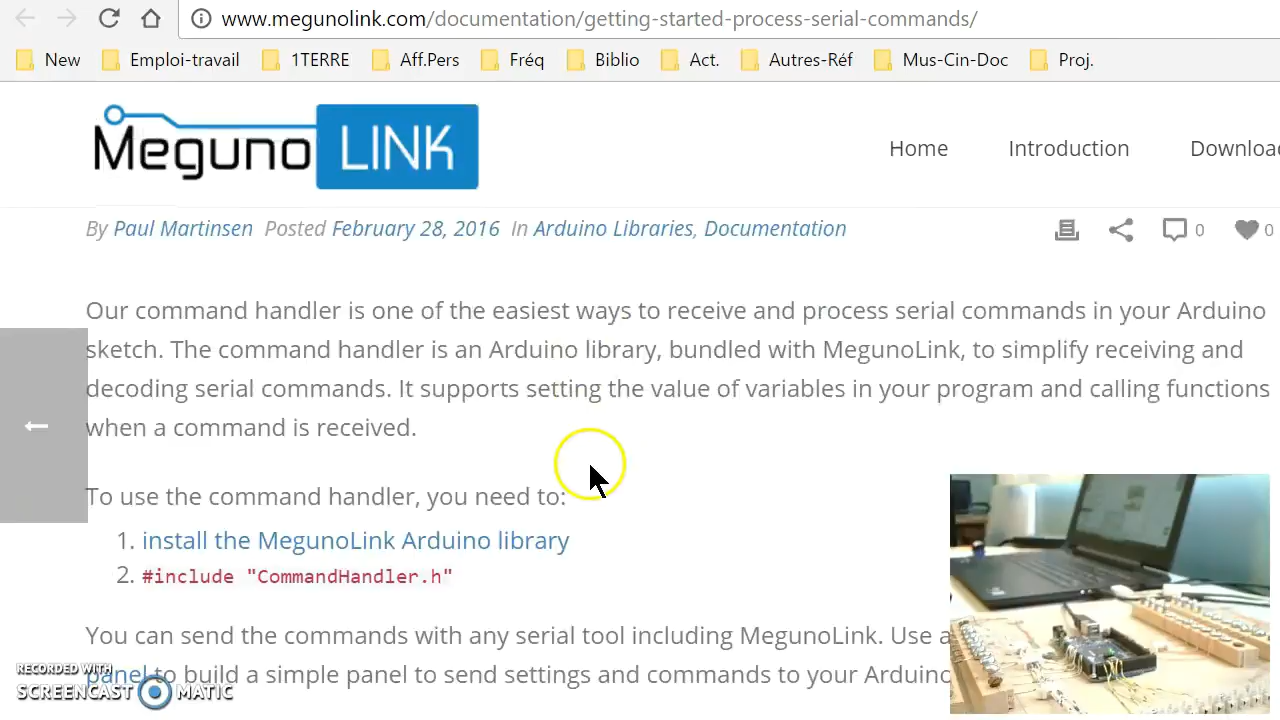 www.megunolink.com/documentation/getting-started-process-serial-commands/
New Emploi-travail 1TERRE Aff.Pers Fréq Biblio Act. Autres-Réf Mus-Cin-Doc Proj.
Meguno LINK
Home Introduction Downloa
By Paul Martinsen Posted February 28, 2016 In Arduino Libraries, Documentation 0 0
Our command handler is one of the easiest ways to receive and process serial commands in your Arduino
sketch. The command handler is an Arduino library, bundled with MegunoLink, to simplify receiving and
decoding serial commands. It supports setting the value of variables in your program and calling functions
when a command is received.
To use the command handler, you need to:
1. install the MegunoLink Arduino library
2. #include "CommandHandler.h"
You can send the commands with any serial tool including MegunoLink. Use a
panel to build a simple panel to send settings and commands to your Arduino
RECORDED WITH
SCREENCAST MATIC